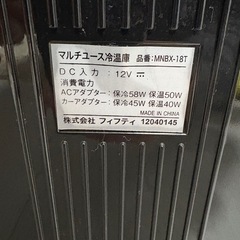 マルチユース冷温庫 品番:MNBX-18T
DC入力:12V⎓
消費電力
ACアダプター:保冷58W 保温50W
カーアダプター:保冷45W 保温40W
MADE IN CHINA
株式会社 フィフティ 12040145